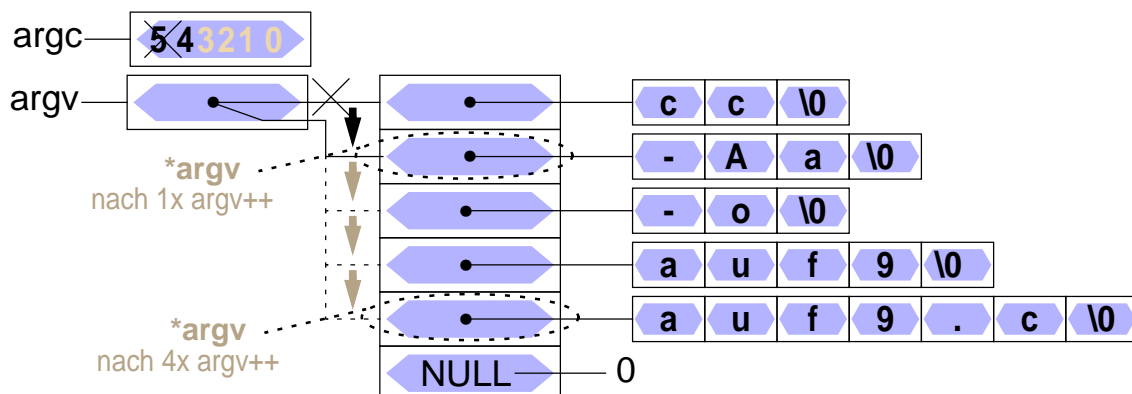 argc 5 4 3 2 1 0
argv c c \0
- A a \0
*argv
nach 1x argv++
- o \0
a u f 9 \0
*argv
a u f 9 . c \0
nach 4x argv++
NULL 0